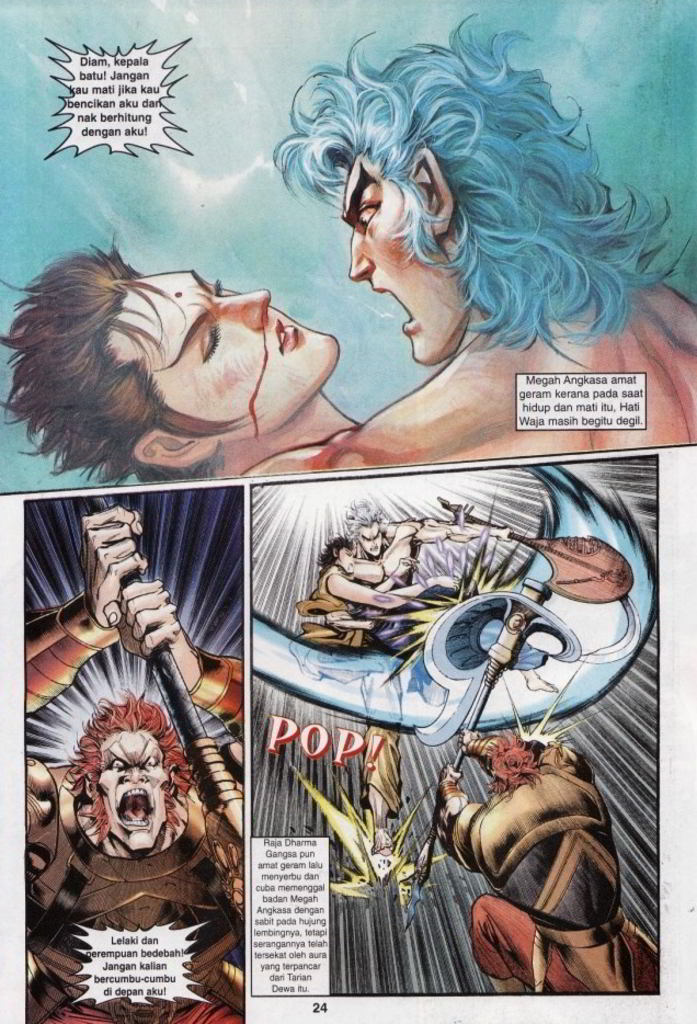 Diam, kepala
batu! Jangan
kau mati jika kau
bencikan aku dan
nak berhitung
dengan aku!
Megah Angkasa amat
geram kerana pada saat
hidup dan mati itu, Hati
Waja masih begitu degil.
Lelaki dan
perempuan bedebah!
Jangan kalian
bercumbu-cumbu
di depan aku!
POP!
Raja Dharma
Gangsa pun
amat geram lalu
menyerbu dan
cuba memenggal
badan Megah
Angkasa dengan
sabit pada hujung
lembingnya, tetapi
serangannya telah
tersekat oleh aura
yang terpancar
dari Tarian
Dewa itu.
24